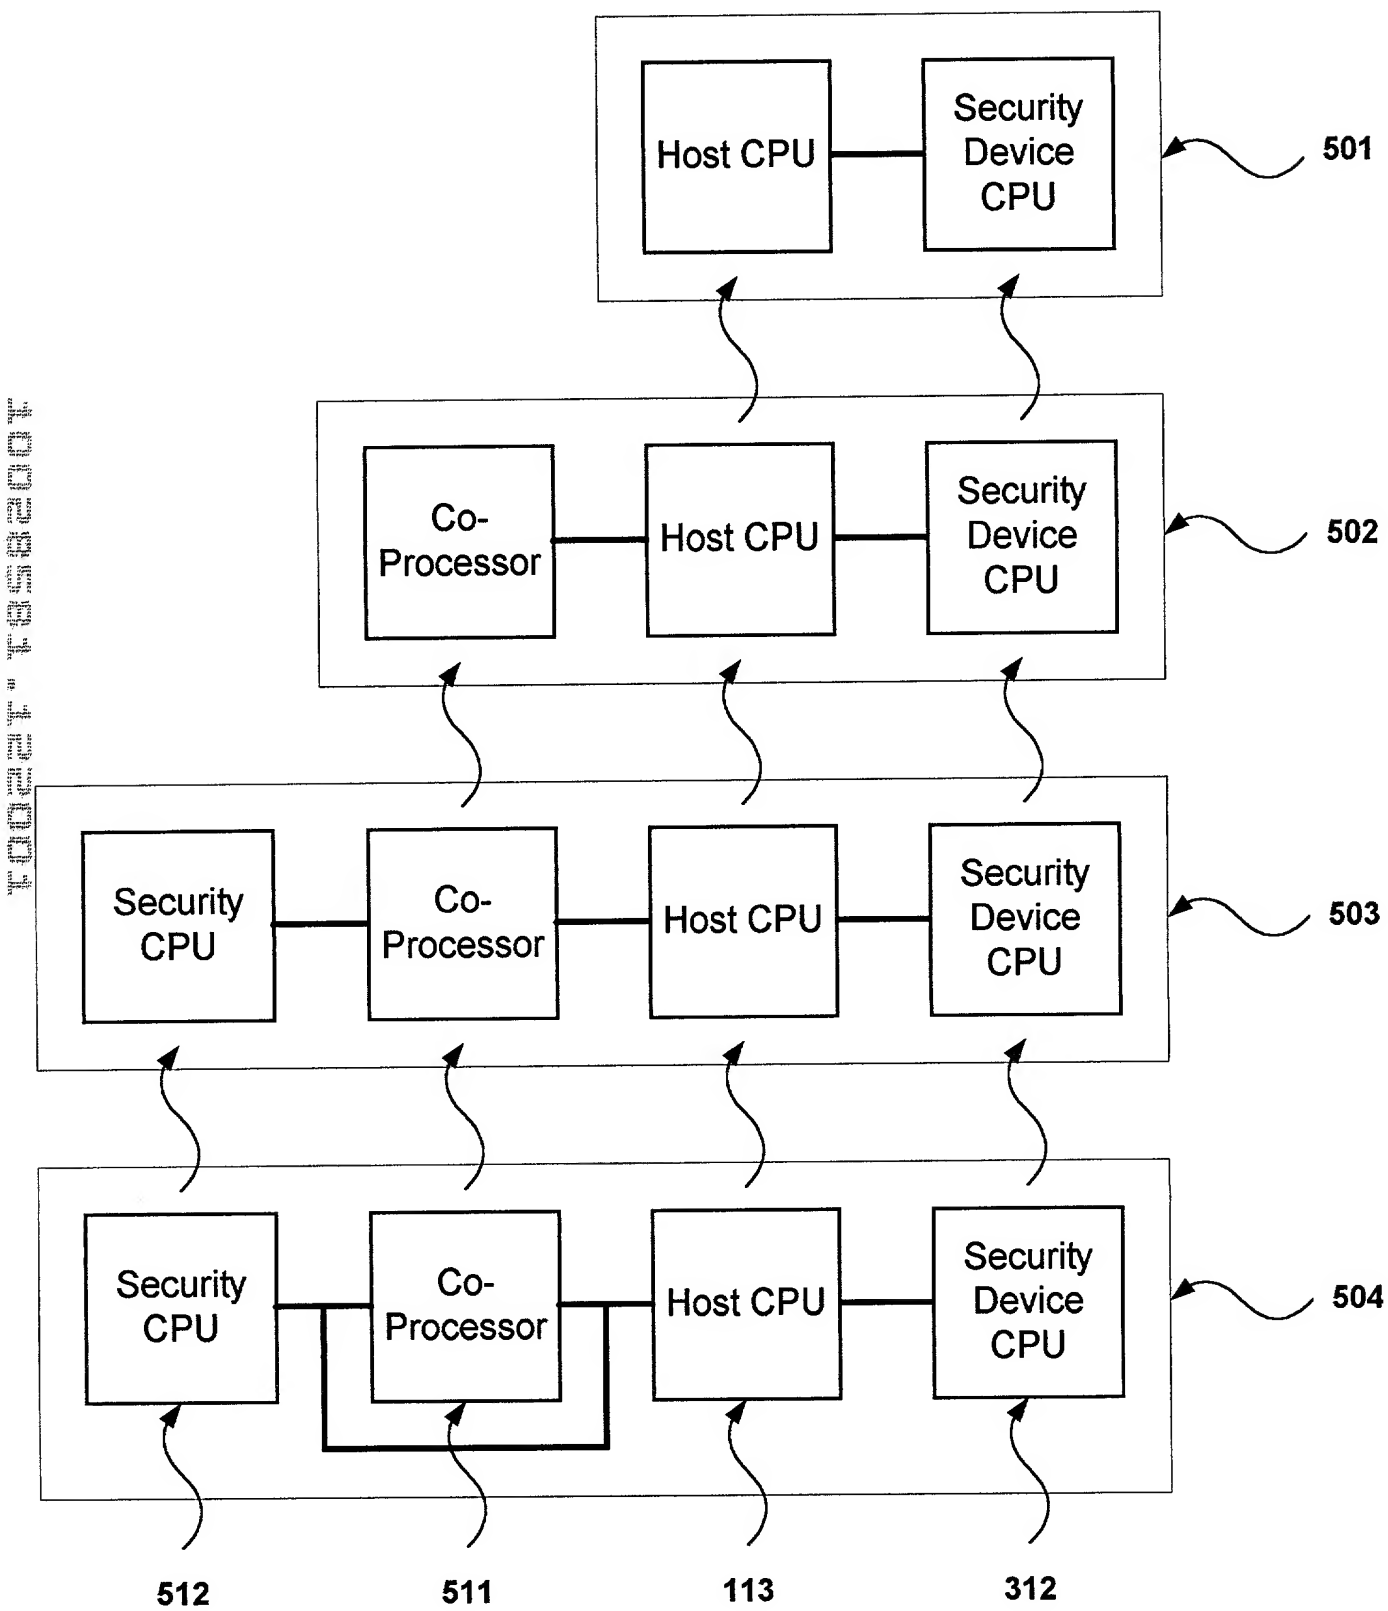 Host CPU
Security
Device
CPU
501
Co-
Processor
Host CPU
Security
Device
CPU
502
10028581.122001
Security
CPU
Co-
Processor
Host CPU
Security
Device
CPU
503
Security
CPU
Co-
Processor
Host CPU
Security
Device
CPU
504
512
511
113
312